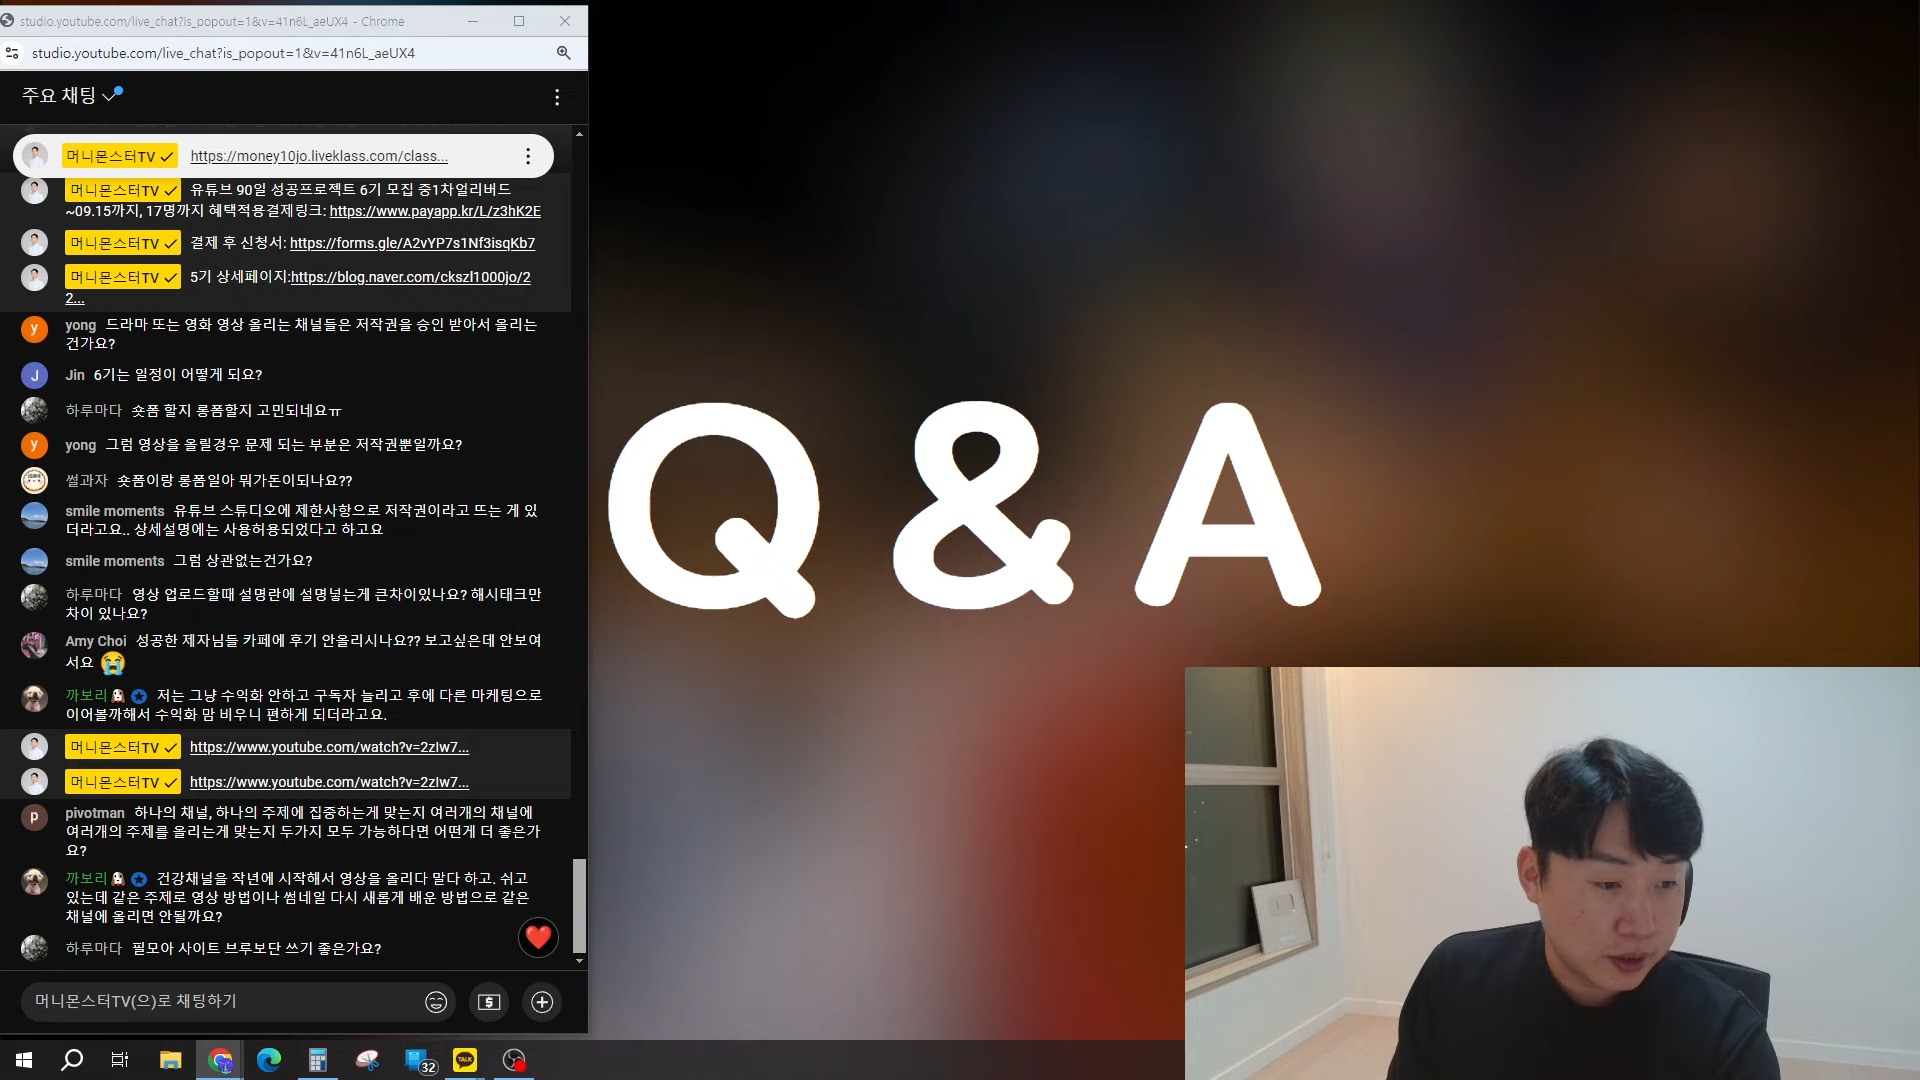 studio.youtube.com/live_chat?is_popout=1&v=41n6L_aeUX4 - Chrome
studio.youtube.com/live_chat?is_popout=1&v=41n6L_aeUX4
주요 채팅
머니몬스터TV https://money10jo.liveklass.com/class...
머니몬스터TV 유튜브 90일 성공프로젝트 6기 모집 중1차얼리버드
~09.15까지, 17명까지 혜택적용결제링크: https://www.payapp.kr/L/z3hK2E
머니몬스터TV 결제 후 신청서: https://forms.gle/A2vYP7s1Nf3isqKb7
머니몬스터TV 5기 상세페이지:https://blog.naver.com/ckszl1000jo/2
2...
yong 드라마 또는 영화 영상 올리는 채널들은 저작권을 승인 받아서 올리는
건가요?
Jin 6기는 일정이 어떻게 되요?
하루마다 숏폼 할지 롱폼할지 고민되네요ㅠ
yong 그럼 영상을 올릴경우 문제 되는 부분은 저작권뿐일까요?
썰과자 숏폼이랑 롱폼일아 뭐가돈이되나요??
smile moments 유튜브 스튜디오에 제한사항으로 저작권이라고 뜨는 게 있
더라고요.. 상세설명에는 사용허용되었다고 하고요
smile moments 그럼 상관없는건가요?
하루마다 영상 업로드할때 설명란에 설명넣는게 큰차이있나요? 해시태크만
차이 있나요?
Amy Choi 성공한 제자님들 카페에 후기 안올리시나요?? 보고싶은데 안보여
서요 😭
까보리 저는 그냥 수익화 안하고 구독자 늘리고 후에 다른 마케팅으로
이어볼까해서 수익화 맘 비우니 편하게 되더라고요.
머니몬스터TV https://www.youtube.com/watch?v=2zIw7...
머니몬스터TV https://www.youtube.com/watch?v=2zIw7...
pivotman 하나의 채널, 하나의 주제에 집중하는게 맞는지 여러개의 채널에
여러개의 주제를 올리는게 맞는지 두가지 모두 가능하다면 어떤게 더 좋은가
요?
까보리 건강채널을 작년에 시작해서 영상을 올리다 말다 하고. 쉬고
있는데 같은 주제로 영상 방법이나 썸네일 다시 새롭게 배운 방법으로 같은
채널에 올리면 안될까요?
하루마다 필모아 사이트 브루보단 쓰기 좋은가요?
머니몬스터TV(으)로 채팅하기
Q & A
32
TALK